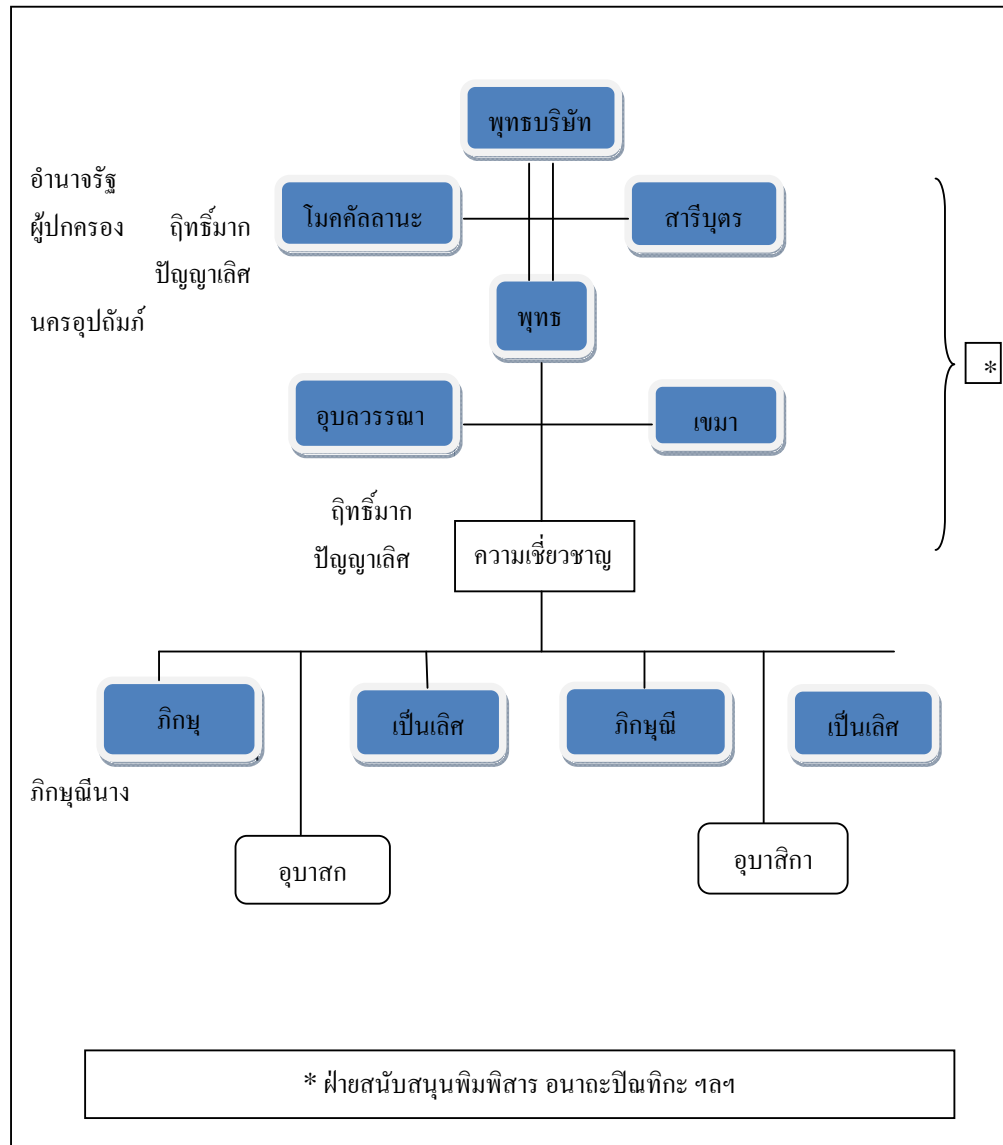 พุทธบริษัท
อำนาจรัฐ
โมคคัลลานะ
สารีบุตร
ผู้ปกครอง ฤิทธิ์มาก
ปัญญาเลิศ
นครอุปถัมภ์
พุทธ
*
อุบลวรรณา
เขมา
ฤิทธิ์มาก
ปัญญาเลิศ
ความเชี่ยวชาญ
ภิกษุ
เป็นเลิศ
ภิกษุณี
เป็นเลิศ
ภิกษุณีนาง
อุบาสก
อุบาสิกา
* ฝ่ายสนับสนุนพิมพิสาร อนาถะปิณทิกะ ฯลฯ